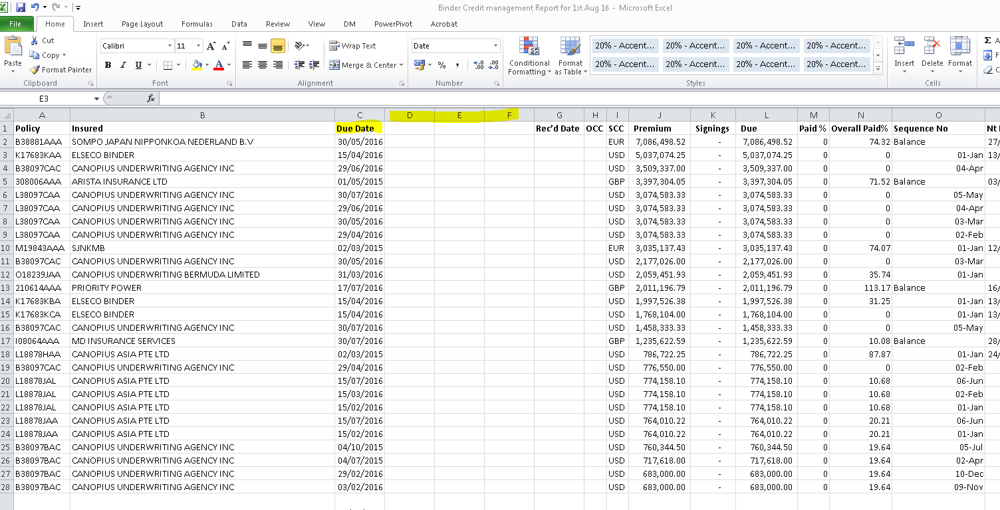 Binder Credit management Report for 1st Aug 16 - Microsoft Excel
File Home Insert Page Layout Formulas Data Review View DM PowerPivot Acrobat
Paste Cut Copy Format Painter Clipboard
Calibri 11 B I U Font
Wrap Text Merge & Center Alignment
Date % , Number
Conditional Formatting Format as Table
20% - Accent... 20% - Accent... 20% - Accent... 20% - Accent...
20% - Accent... 20% - Accent... 20% - Accent... 20% - Accent...
Styles
Insert Delete Format Cells
E3 fx
A B C D E F G H I J K L M N O
1 Policy Insured Due Date Rec'd Date OCC SCC Premium Signings Due Paid % Overall Paid% Sequence No Nt
2 B38881AAA SOMPO JAPAN NIPPONKOA NEDERLAND B.V 30/05/2016 EUR 7,086,498.52 - 7,086,498.52 0 74.32 Balance 27/
3 K17683KAA ELSECO BINDER 15/04/2016 USD 5,037,074.25 - 5,037,074.25 0 0 01-Jan 13/
4 B38097CAC CANOPIUS UNDERWRITING AGENCY INC 29/06/2016 USD 3,509,337.00 - 3,509,337.00 0 0 04-Apr
5 308006AAA ARISTA INSURANCE LTD 01/05/2015 GBP 3,397,304.05 - 3,397,304.05 0 71.52 Balance 03/
6 L38097CAA CANOPIUS UNDERWRITING AGENCY INC 30/07/2016 USD 3,074,583.33 - 3,074,583.33 0 0 05-May
7 L38097CAA CANOPIUS UNDERWRITING AGENCY INC 29/06/2016 USD 3,074,583.33 - 3,074,583.33 0 0 04-Apr
8 L38097CAA CANOPIUS UNDERWRITING AGENCY INC 30/05/2016 USD 3,074,583.33 - 3,074,583.33 0 0 03-Mar
9 L38097CAA CANOPIUS UNDERWRITING AGENCY INC 29/04/2016 USD 3,074,583.33 - 3,074,583.33 0 0 02-Feb
10 M19843AAA SJNKMB 02/03/2015 EUR 3,035,137.43 - 3,035,137.43 0 74.07 01-Jan 12/
11 B38097CAC CANOPIUS UNDERWRITING AGENCY INC 30/05/2016 USD 2,177,026.00 - 2,177,026.00 0 0 03-Mar
12 O18239JAA CANOPIUS UNDERWRITING BERMUDA LIMITED 31/03/2016 USD 2,059,451.93 - 2,059,451.93 0 35.74 01-Jan
13 210614AAA PRIORITY POWER 17/07/2016 GBP 2,011,196.79 - 2,011,196.79 0 113.17 Balance 16/
14 K17683KBA ELSECO BINDER 15/04/2016 USD 1,997,526.38 - 1,997,526.38 0 31.25 01-Jan 13/
15 K17683KCA ELSECO BINDER 15/04/2016 USD 1,768,104.00 - 1,768,104.00 0 0 01-Jan 13/
16 B38097CAC CANOPIUS UNDERWRITING AGENCY INC 30/07/2016 USD 1,458,333.33 - 1,458,333.33 0 0 05-May
17 I08064AAA MD INSURANCE SERVICES 30/07/2016 GBP 1,235,622.59 - 1,235,622.59 0 10.08 Balance 28/
18 L18878HAA CANOPIUS ASIA PTE LTD 02/03/2015 USD 786,722.25 - 786,722.25 0 87.87 01-Jan 24/
19 B38097CAC CANOPIUS UNDERWRITING AGENCY INC 29/04/2016 USD 776,550.00 - 776,550.00 0 0 02-Feb
20 L18878JAL CANOPIUS ASIA PTE LTD 15/07/2016 USD 774,158.10 - 774,158.10 0 10.68 06-Jun
21 L18878JAL CANOPIUS ASIA PTE LTD 15/03/2016 USD 774,158.10 - 774,158.10 0 10.68 02-Feb
22 L18878JAL CANOPIUS ASIA PTE LTD 15/02/2016 USD 774,158.10 - 774,158.10 0 10.68 01-Jan
23 L18878JAA CANOPIUS ASIA PTE LTD 15/07/2016 USD 764,010.22 - 764,010.22 0 20.21 06-Jun
24 L18878JAA CANOPIUS ASIA PTE LTD 15/02/2016 USD 764,010.22 - 764,010.22 0 20.21 01-Jan
25 B38097BAC CANOPIUS UNDERWRITING AGENCY INC 04/10/2015 USD 760,344.50 - 760,344.50 0 19.64 05-Jul
26 B38097BAC CANOPIUS UNDERWRITING AGENCY INC 04/07/2015 USD 717,618.00 - 717,618.00 0 19.64 02-Apr
27 B38097BAC CANOPIUS UNDERWRITING AGENCY INC 29/02/2016 USD 683,000.00 - 683,000.00 0 19.64 10-Dec
28 B38097BAC CANOPIUS UNDERWRITING AGENCY INC 03/02/2016 USD 683,000.00 - 683,000.00 0 19.64 09-Nov